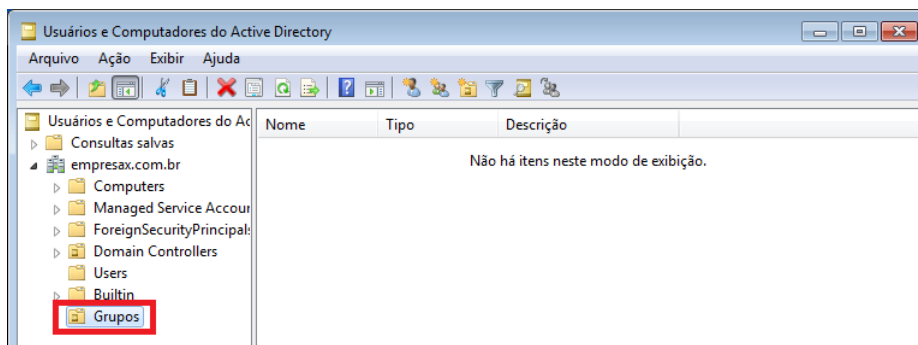 Usuários e Computadores do Active Directory
Arquivo Ação Exibir Ajuda
Usuários e Computadores do Ac
Nome Tipo Descrição
Consultas salvas
Não há itens neste modo de exibição.
empresax.com.br
Computers
Managed Service Accour
ForeignSecurityPrincipal:
Domain Controllers
Users
Builtin
Grupos